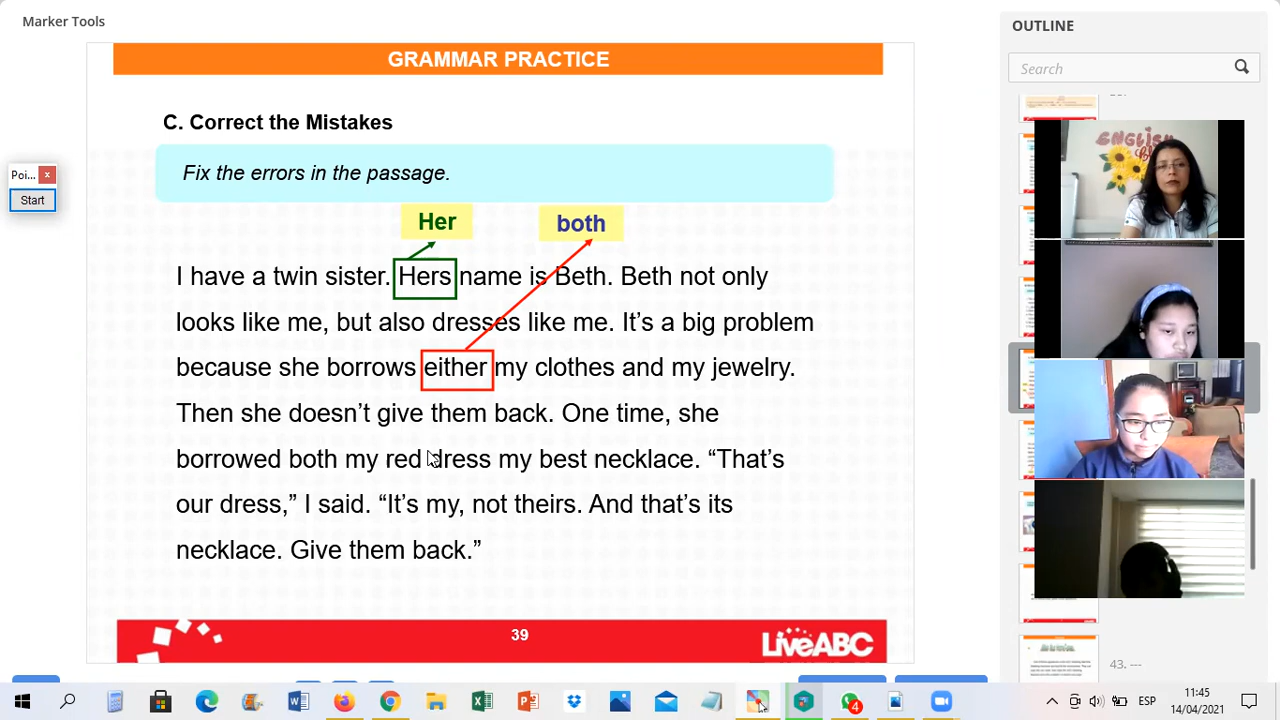 Marker Tools
OUTLINE
Search
GRAMMAR PRACTICE
C. Correct the Mistakes
Poi... x
Start
Fix the errors in the passage.
Her
both
I have a twin sister. Hers name is Beth. Beth not only
looks like me, but also dresses like me. It's a big problem
because she borrows either my clothes and my jewelry.
Then she doesn't give them back. One time, she
borrowed both my red dress my best necklace. “That's
our dress,” I said. “It's my, not theirs. And that's its
necklace. Give them back.”
39
LiveABC
ENGLISH
43. ---
4
ESP
11:45
14/04/2021